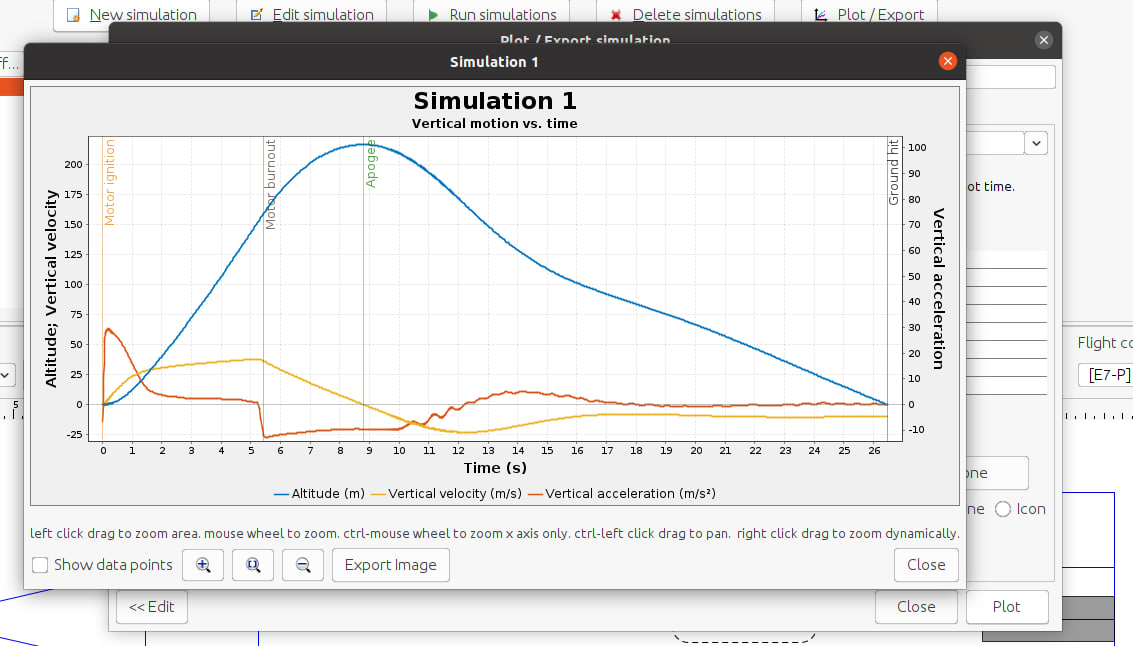 New simulation Edit simulation Run simulations Delete simulations Plot / Export
Plot / Export simulation
Simulation 1
ff...
Simulation 1
Vertical motion vs. time
Motor ignition
Motor burnout
Apogee
Ground hit
Altitude; Vertical velocity
Vertical acceleration
200
175
150
125
100
75
50
25
0
-25
100
90
80
70
60
50
40
30
20
10
0
-10
0 1 2 3 4 5 6 7 8 9 10 11 12 13 14 15 16 17 18 19 20 21 22 23 24 25 26
Time (s)
Altitude (m) Vertical velocity (m/s) Vertical acceleration (m/s²)
left click drag to zoom area. mouse wheel to zoom. ctrl-mouse wheel to zoom x axis only. ctrl-left click drag to pan. right click drag to zoom dynamically.
Show data points Export Image Close
<< Edit Close Plot
ot time.
Flight co
[E7-P]
5
one
ne Icon